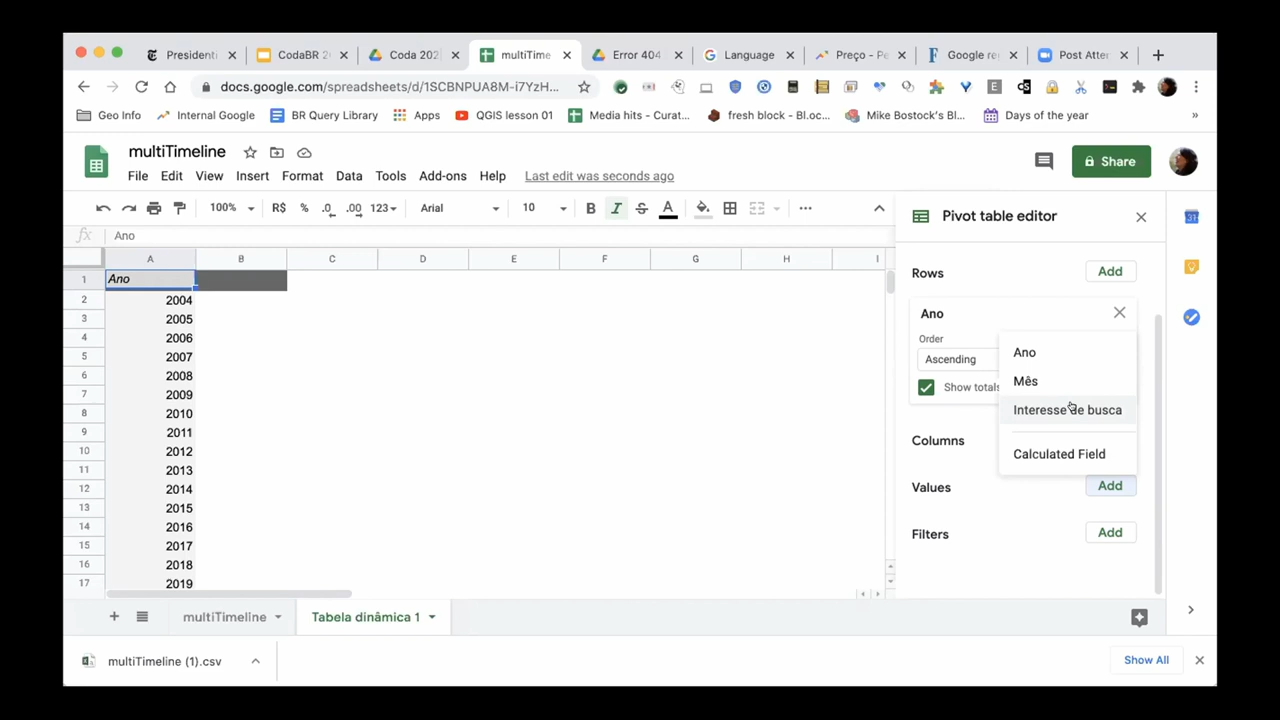 Presidenti
CodaBR 2
Coda 202
multiTime
Error 404
Language
Preço - Pe
Google re
Post Atter
docs.google.com/spreadsheets/d/1SCBNPUA8M-i7YzH...
Geo Info
Internal Google
BR Query Library
Apps
QGIS lesson 01
Media hits - Curat...
fresh block - Bl.oc...
Mike Bostock's Bl...
Days of the year
»
multiTimeline
File Edit View Insert Format Data Tools Add-ons Help Last edit was seconds ago
Share
100% R$ % .0 .00 123 Arial 10 B I S A
Pivot table editor
fx Ano
A B C D E F G H I
1 Ano
2 2004
3 2005
4 2006
5 2007
6 2008
7 2009
8 2010
9 2011
10 2012
11 2013
12 2014
13 2015
14 2016
15 2017
16 2018
17 2019
Rows Add
Ano
Order
Ascending
Show totals
Ano
Mês
Interesse de busca
Calculated Field
Columns
Values Add
Filters Add
multiTimeline
Tabela dinâmica 1
multiTimeline (1).csv
Show All